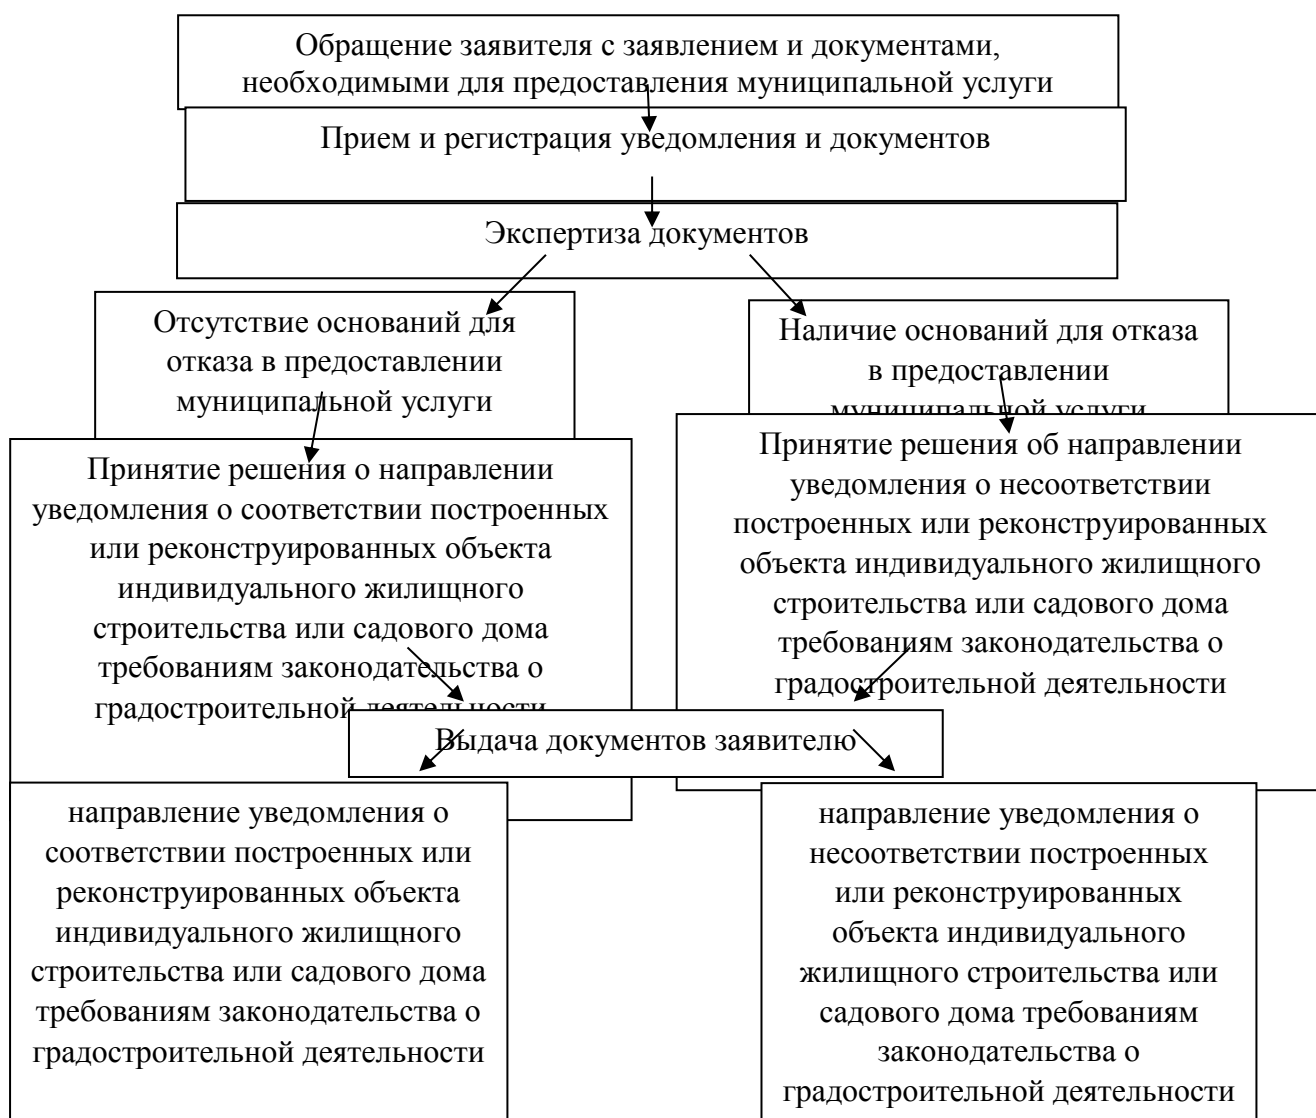 Обращение заявителя с заявлением и документами,
необходимыми для предоставления муниципальной услуги
Прием и регистрация уведомления и документов
Экспертиза документов
Отсутствие оснований для
отказа в предоставлении
муниципальной услуги
Наличие оснований для отказа
в предоставлении
муниципальной услуги
Принятие решения о направлении
уведомления о соответствии построенных
или реконструированных объекта
индивидуального жилищного
строительства или садового дома
требованиям законодательства о
градостроительной деятельности
Принятие решения об направлении
уведомления о несоответствии
построенных или реконструированных
объекта индивидуального жилищного
строительства или садового дома
требованиям законодательства о
градостроительной деятельности
Выдача документов заявителю
направление уведомления о
соответствии построенных или
реконструированных объекта
индивидуального жилищного
строительства или садового дома
требованиям законодательства о
градостроительной деятельности
направление уведомления о
несоответствии построенных
или реконструированных
объекта индивидуального
жилищного строительства или
садового дома требованиям
законодательства о
градостроительной деятельности